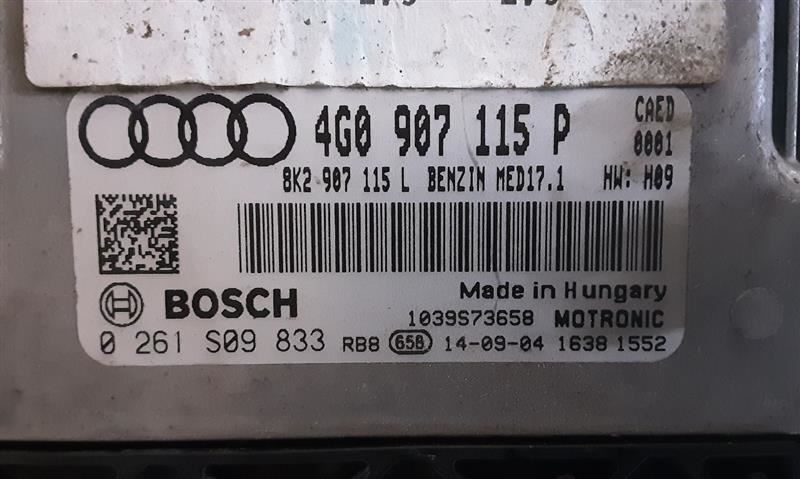 4G0 907 115 P CAED
0001
8K2 907 115 L BENZIN MED17.1 HW: H09
BOSCH Made in Hungary
1039S73658 MOTRONIC
0 261 S09 833 RB8 658 14-09-04 1638 1552